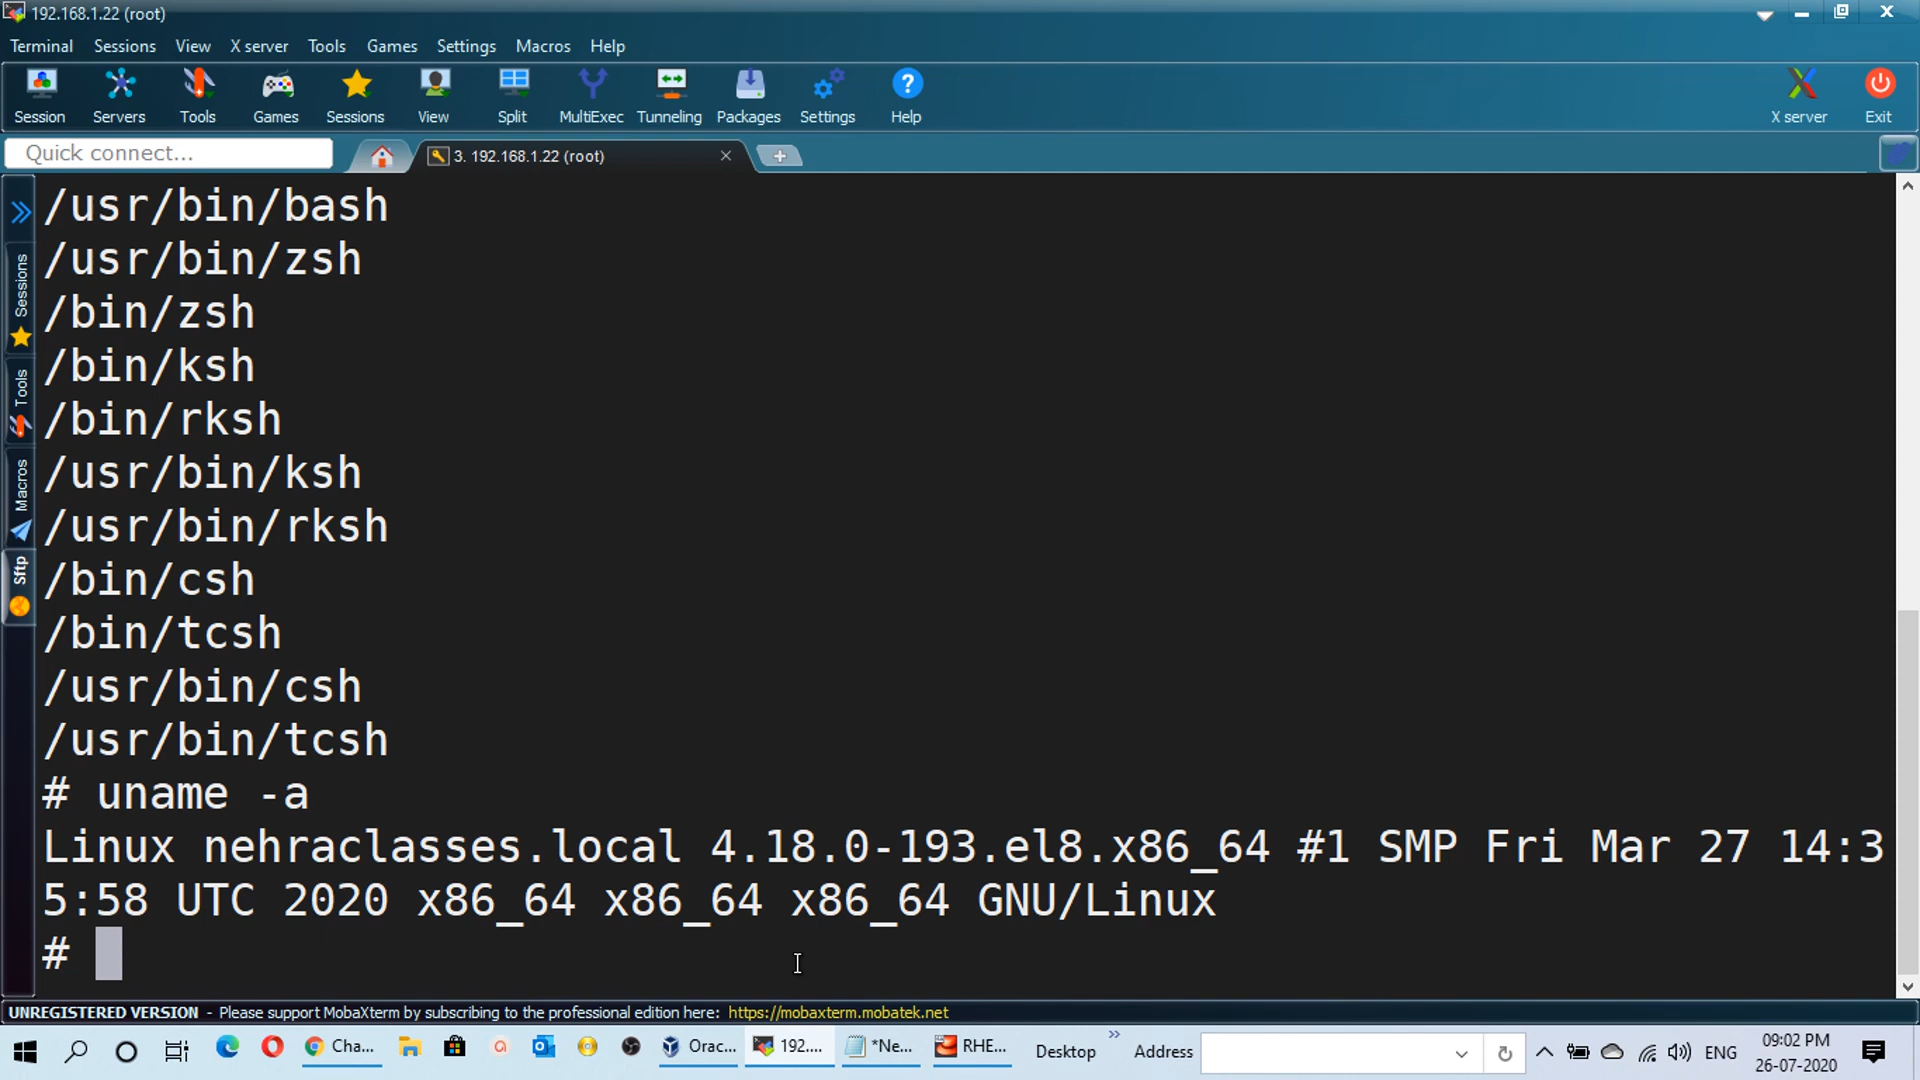 192.168.1.22 (root)
Terminal Sessions View X server Tools Games Settings Macros Help
Session Servers Tools Games Sessions View Split MultiExec Tunneling Packages Settings Help X server Exit
Quick connect...
3. 192.168.1.22 (root)
Sessions
Tools
Macros
Sftp
/usr/bin/bash
/usr/bin/zsh
/bin/zsh
/bin/ksh
/bin/rksh
/usr/bin/ksh
/usr/bin/rksh
/bin/csh
/bin/tcsh
/usr/bin/csh
/usr/bin/tcsh
# uname -a
Linux nehraclasses.local 4.18.0-193.el8.x86_64 #1 SMP Fri Mar 27 14:3
5:58 UTC 2020 x86_64 x86_64 x86_64 GNU/Linux
#
UNREGISTERED VERSION - Please support MobaXterm by subscribing to the professional edition here: https://mobaxterm.mobatek.net
Cha... Orac... 192.... *Ne... RHE... Desktop Address ENG 09:02 PM
26-07-2020